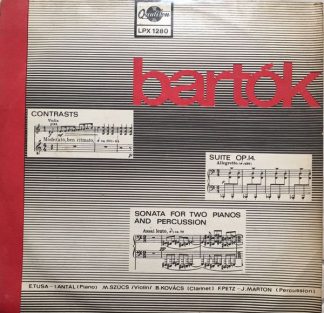 Qualiton
LPX 1280
bartók
CONTRASTS
Moderato, ben ritmato,
SUITE OP.14.
Allegretto
SONATA FOR TWO PIANOS
AND PERCUSSION
Assai lento,
E.TUSA - I.ANTAL (Piano) M.SZŰCS (Violin) B.KOVÁCS (Clarinet) F.PETZ - J.MARTON (Percussion)